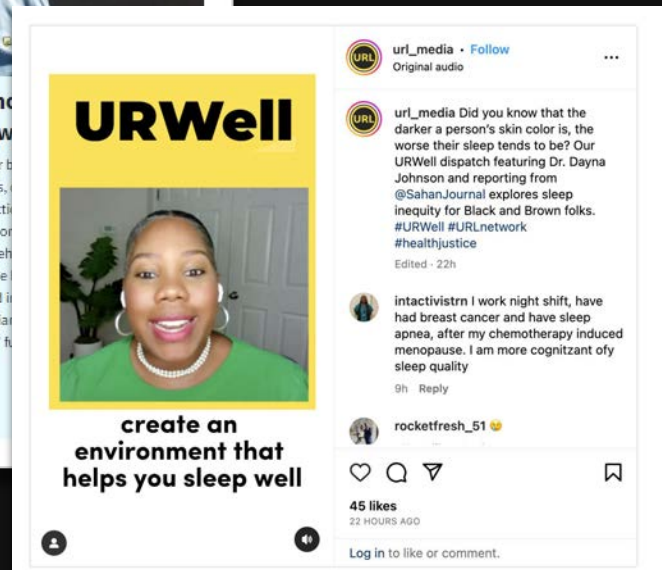 URWell
create an
environment that
helps you sleep well
URL
url_media • Follow
Original audio
URL
url_media Did you know that the
darker a person's skin color is, the
worse their sleep tends to be? Our
URWell dispatch featuring Dr. Dayna
Johnson and reporting from
@SahanJournal explores sleep
inequity for Black and Brown folks.
#URWell #URLnetwork
#healthjustice
Edited · 22h
intactivistrn I work night shift, have
had breast cancer and have sleep
apnea, after my chemotherapy induced
menopause. I am more cognitzant ofy
sleep quality
9h Reply
rocketfresh_51 😉
45 likes
22 HOURS AGO
Log in to like or comment.